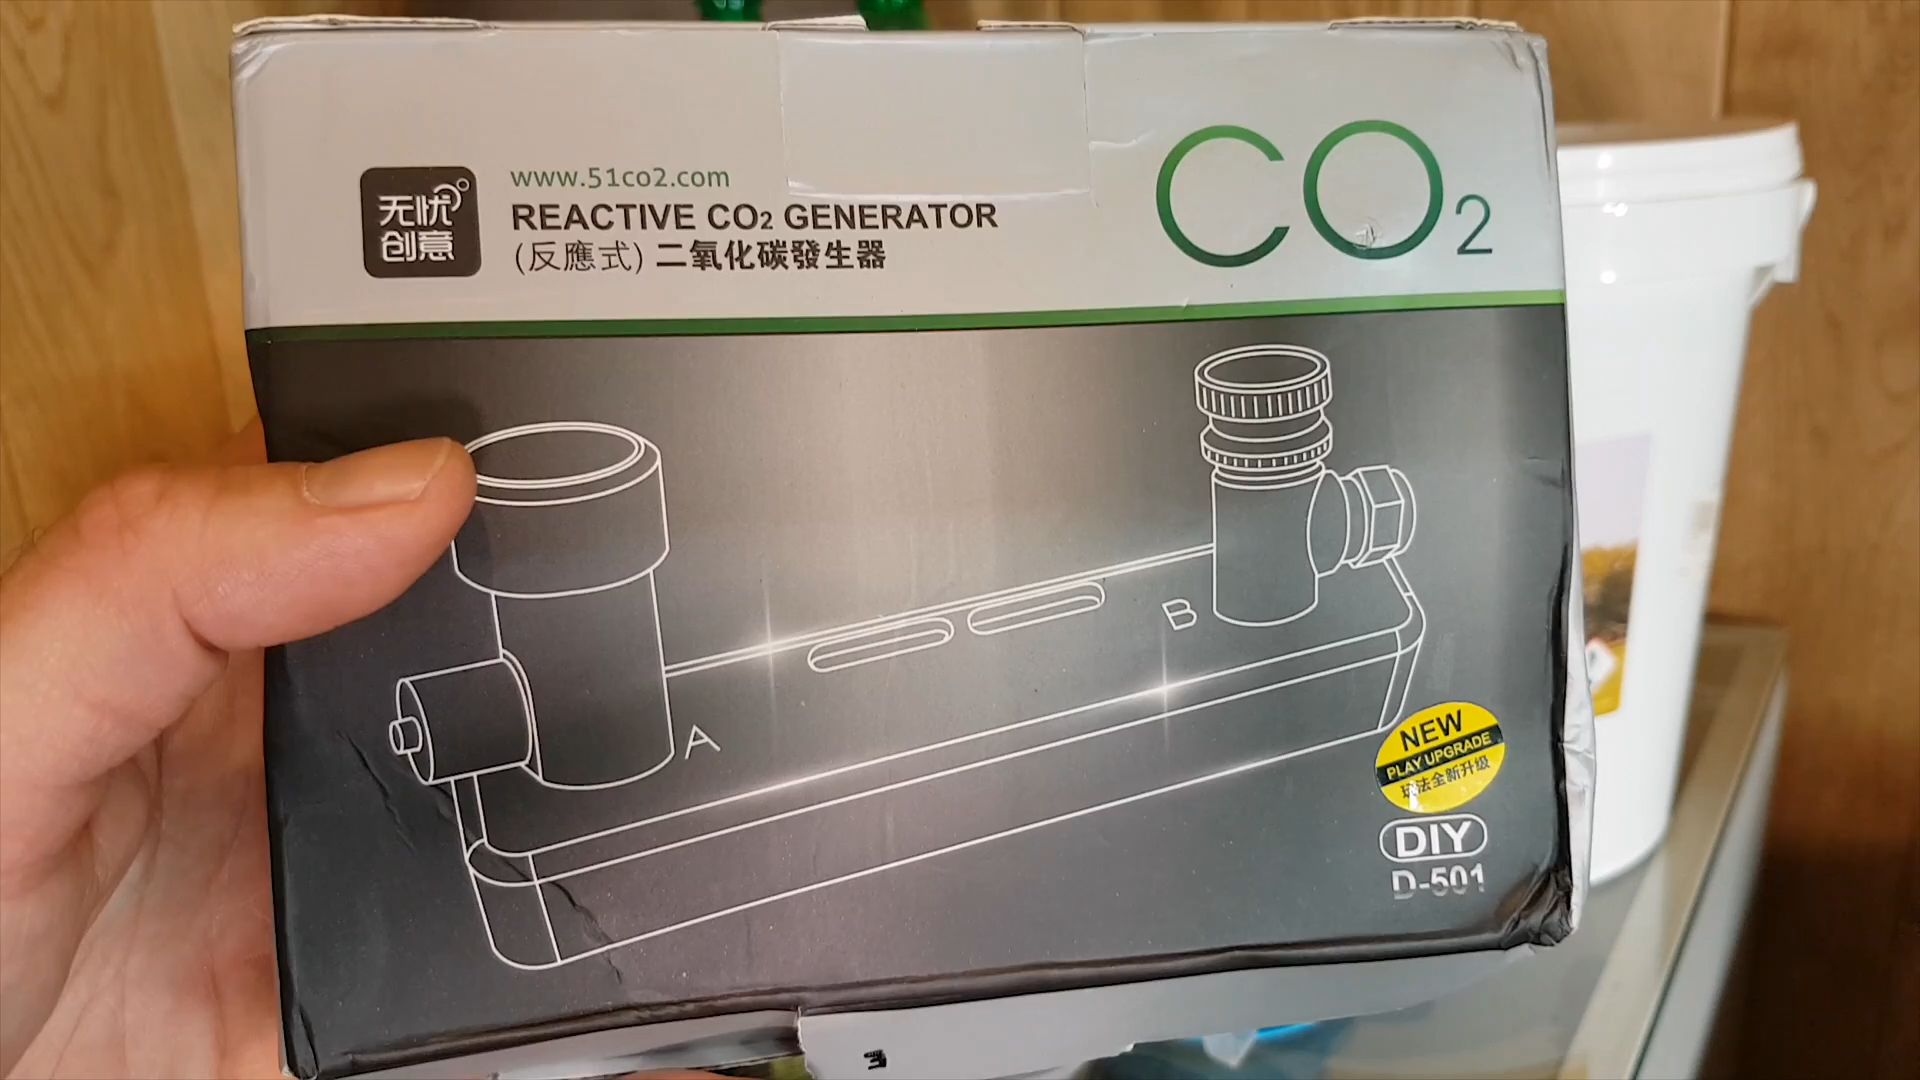 无忧
创意
www.51co2.com
REACTIVE CO2 GENERATOR
(反應式) 二氧化碳發生器
CO2
A
B
NEW
PLAY UPGRADE
玩法全新升级
DIY
D-501